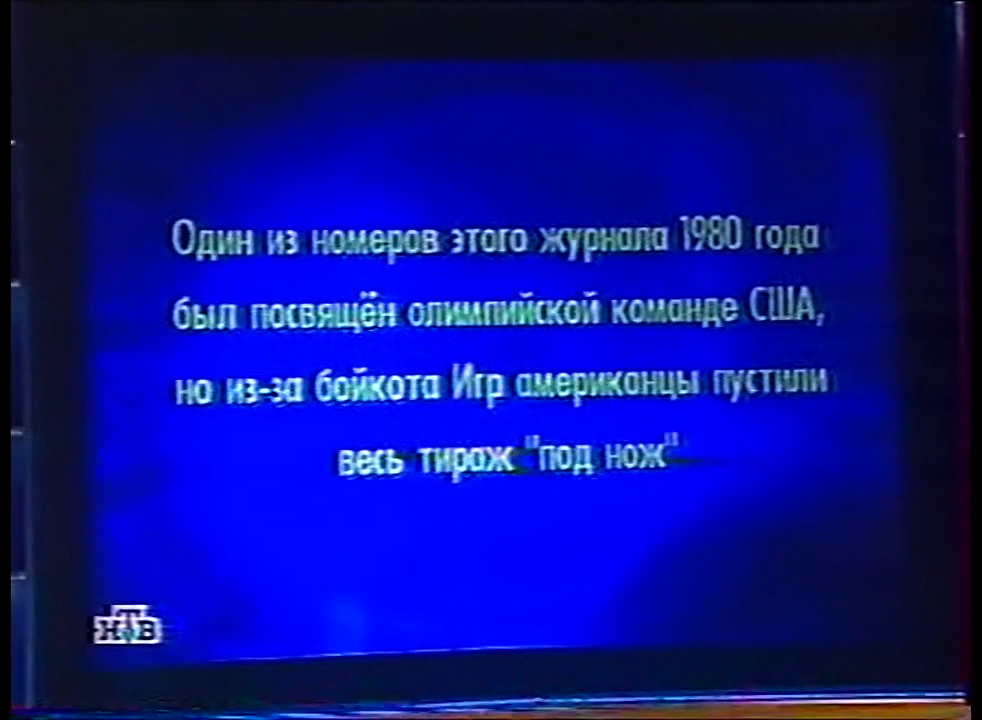 Один из номеров этого журнала 1980 года
был посвящён олимпийской команде США,
но из-за бойкота Игр американцы пустили
весь тираж "под нож"
НТВ